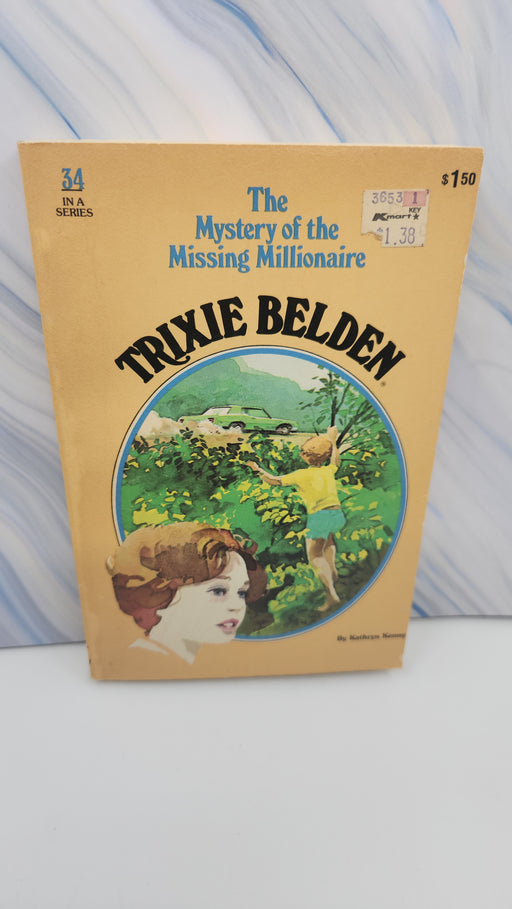 34
IN A
SERIES
$1 50
3653 1
KEY
Kmart
$1.38
The
Mystery of the
Missing Millionaire
TRIXIE BELDEN®
By Kathryn Kenny